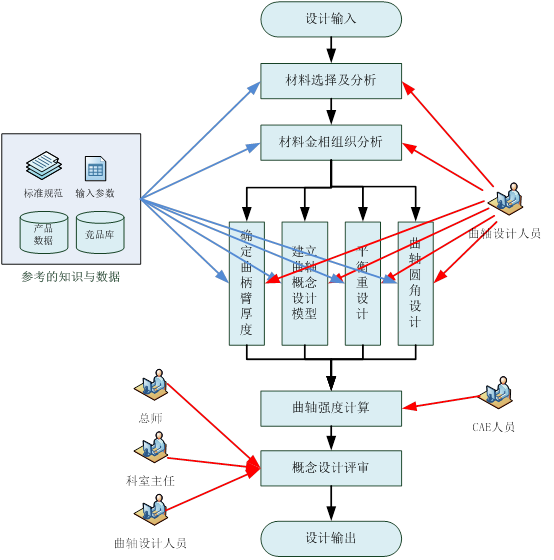 设计输入
材料选择及分析
材料金相组织分析
标准规范
输入参数
产品
数据
竞品库
参考的知识与数据
曲轴设计人员
确定曲柄臂厚度
建立曲轴概念设计模型
平衡重设计
曲轴圆角设计
总师
曲轴强度计算
CAE人员
科室主任
概念设计评审
曲轴设计人员
设计输出